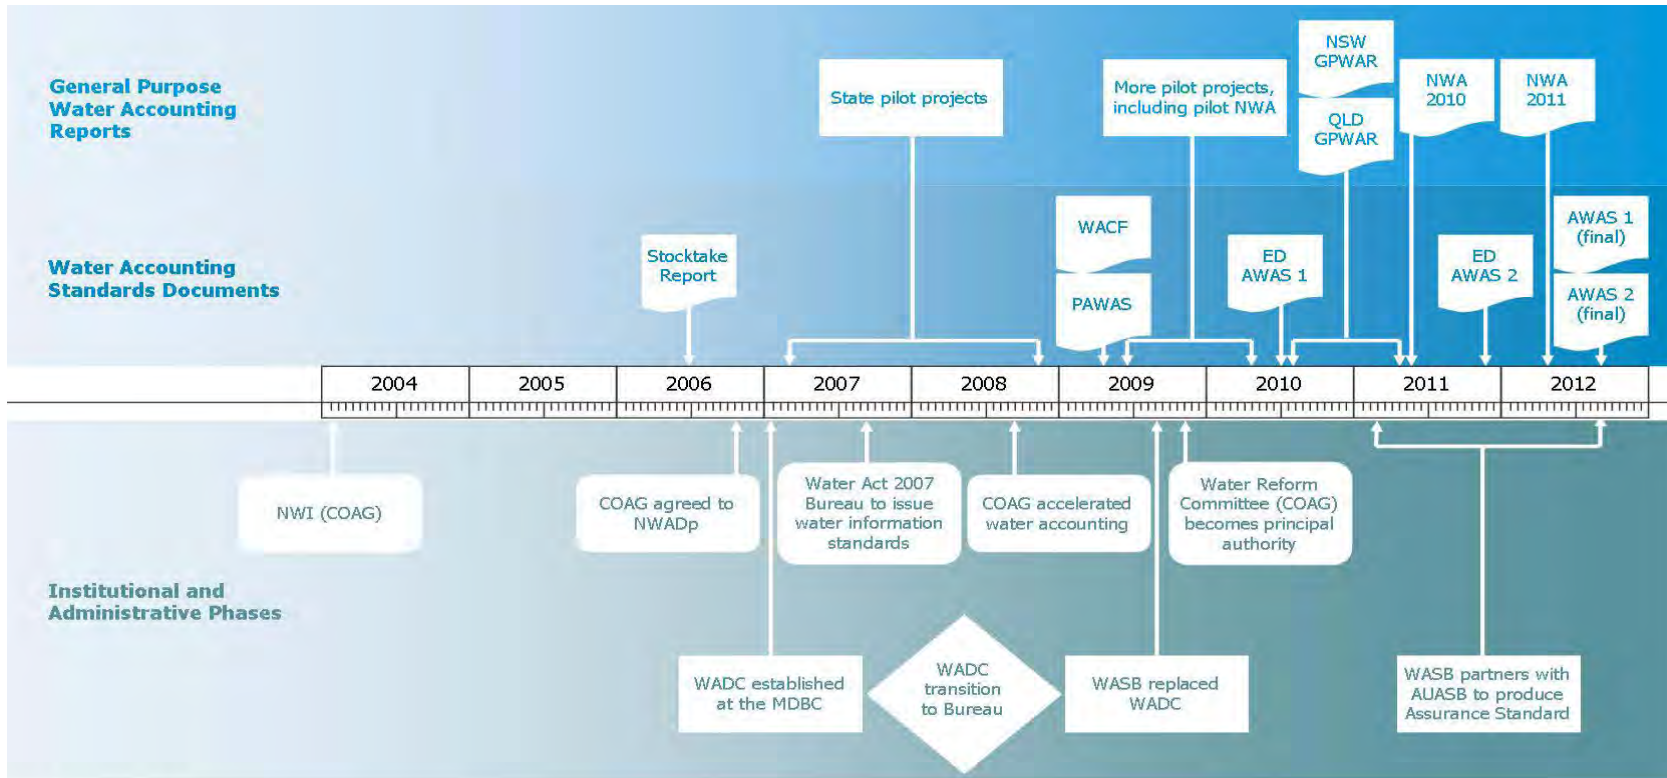 General Purpose
Water Accounting
Reports
State pilot projects
More pilot projects,
including pilot NWA
NSW
GPWAR
QLD
GPWAR
NWA
2010
NWA
2011
Water Accounting
Standards Documents
Stocktake
Report
WACF
PAWAS
ED
AWAS 1
ED
AWAS 2
AWAS 1
(final)
AWAS 2
(final)
2004
2005
2006
2007
2008
2009
2010
2011
2012
NWI (COAG)
COAG agreed to
NWADp
Water Act 2007
Bureau to issue
water information
standards
COAG accelerated
water accounting
Water Reform
Committee (COAG)
becomes principal
authority
Institutional and
Administrative Phases
WADC established
at the MDBC
WADC
transition
to Bureau
WASB replaced
WADC
WASB partners with
AUASB to produce
Assurance Standard